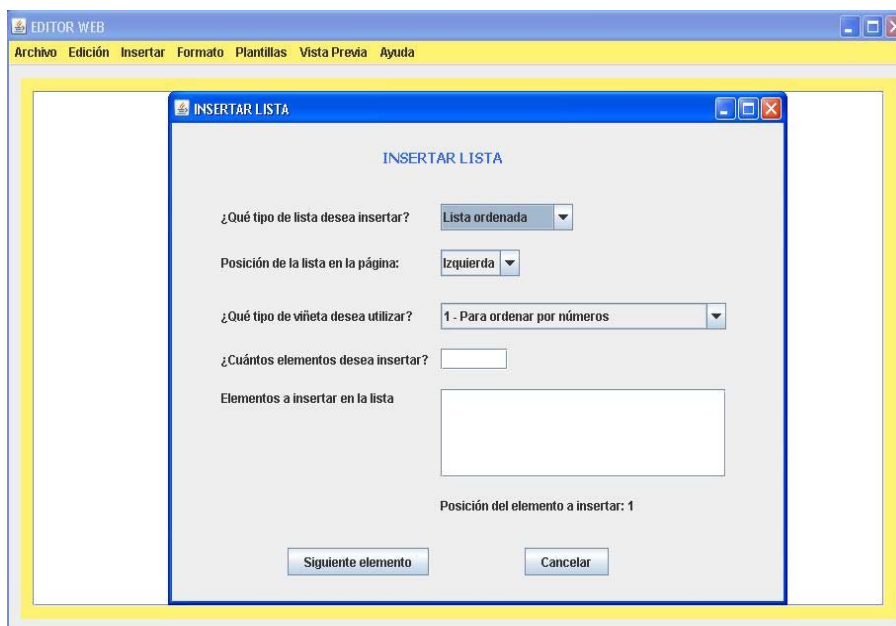 EDITOR WEB
Archivo Edición Insertar Formato Plantillas Vista Previa Ayuda
INSERTAR LISTA
INSERTAR LISTA
¿Qué tipo de lista desea insertar? Lista ordenada
Posición de la lista en la página: Izquierda
¿Qué tipo de viñeta desea utilizar? 1 - Para ordenar por números
¿Cuántos elementos desea insertar?
Elementos a insertar en la lista
Posición del elemento a insertar: 1
Siguiente elemento Cancelar